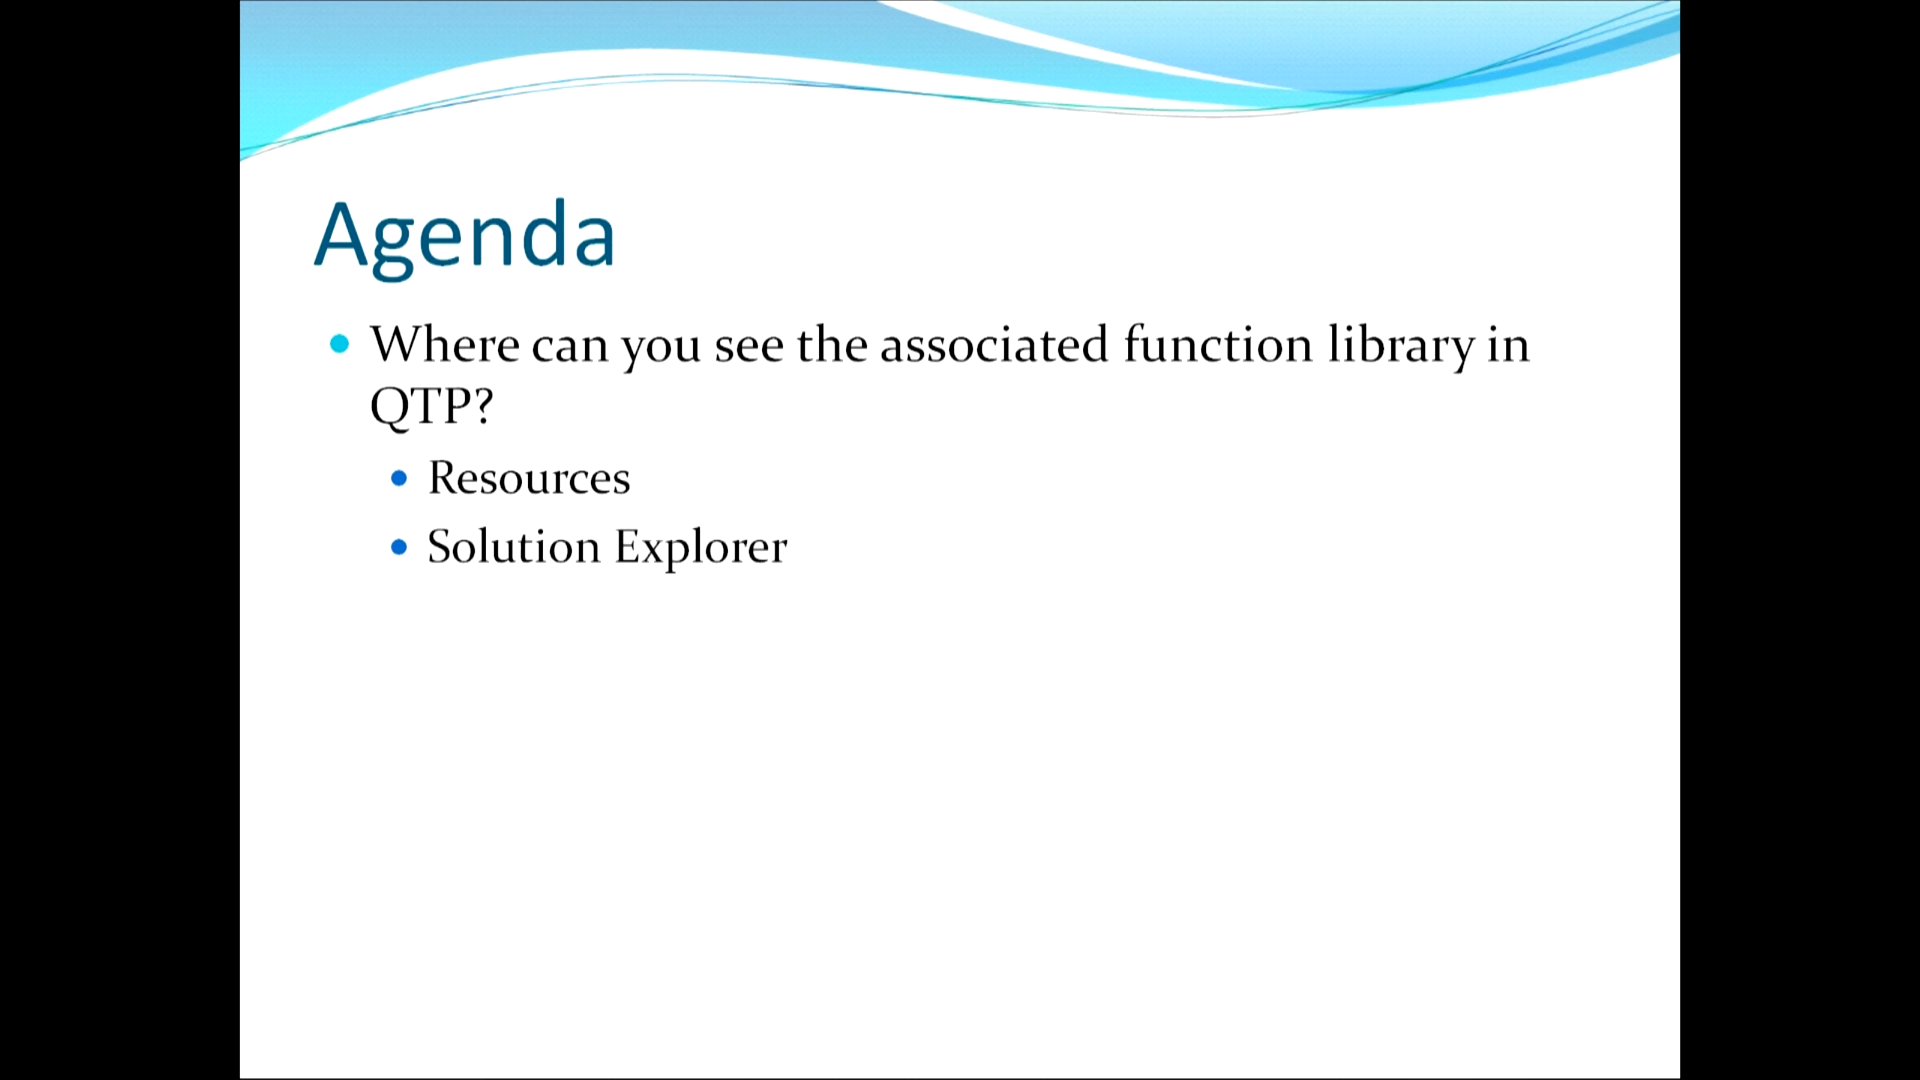 Agenda
Where can you see the associated function library in
QTP?
Resources
Solution Explorer